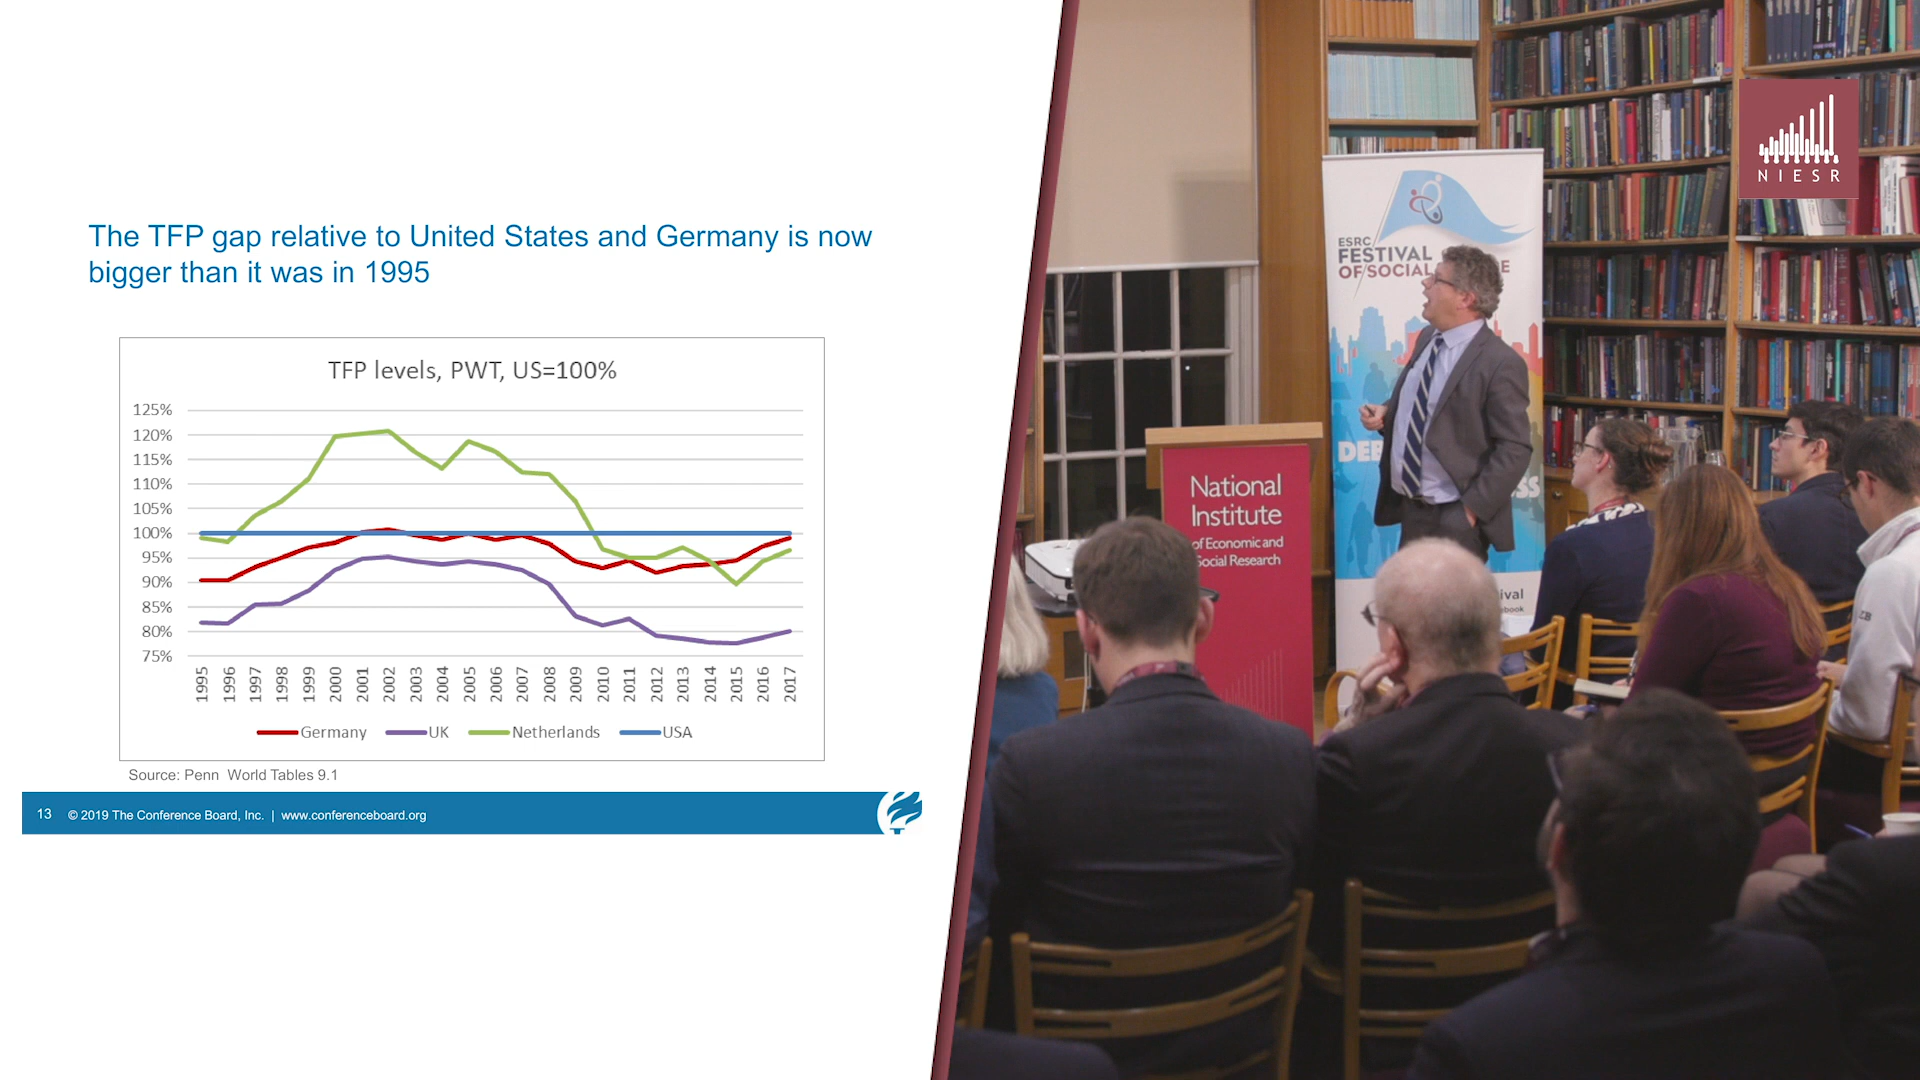 The TFP gap relative to United States and Germany is now
bigger than it was in 1995
TFP levels, PWT, US=100%
125%
120%
115%
110%
105%
100%
95%
90%
85%
80%
75%
1995 1996 1997 1998 1999 2000 2001 2002 2003 2004 2005 2006 2007 2008 2009 2010 2011 2012 2013 2014 2015 2016 2017
Germany UK Netherlands USA
Source: Penn World Tables 9.1
13 © 2019 The Conference Board, Inc. | www.conferenceboard.org
NIESR
ESRC
FESTIVAL
OF SOCIAL
National
Institute
of Economic and
Social Research